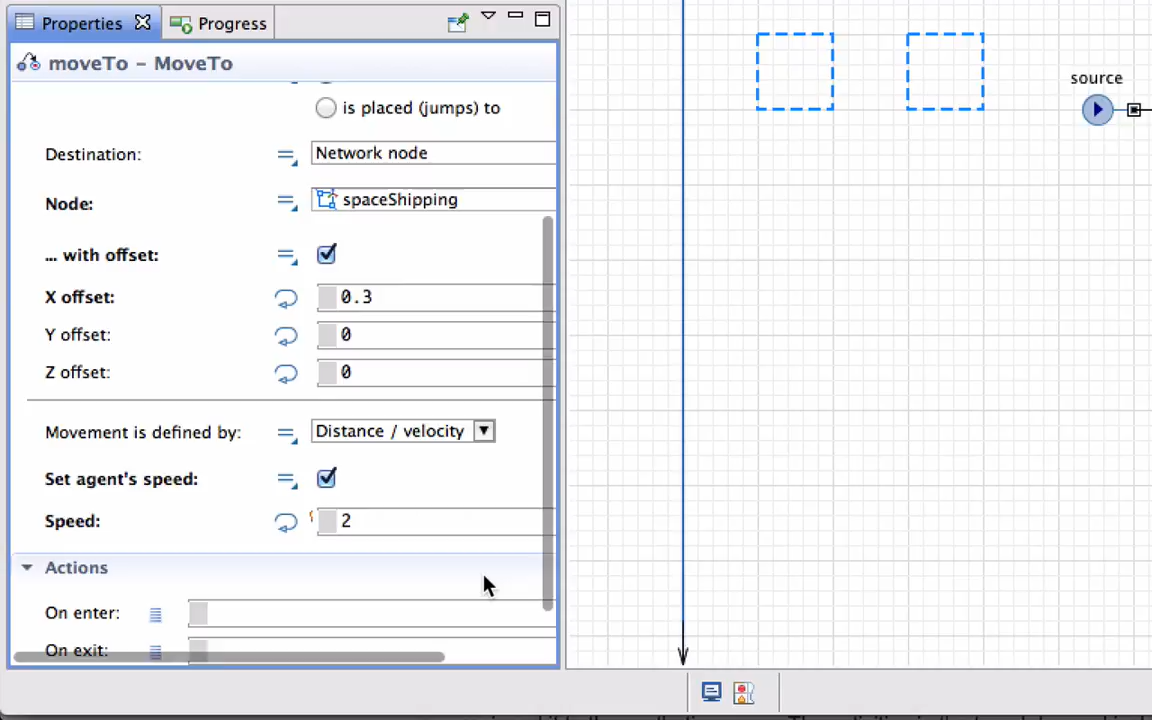 Properties
Progress
moveTo – MoveTo
is placed (jumps) to
Destination:
Network node
Node:
spaceShipping
... with offset:
X offset:
0.3
Y offset:
0
Z offset:
0
Movement is defined by:
Distance / velocity
Set agent's speed:
Speed:
2
Actions
On enter:
On exit:
source